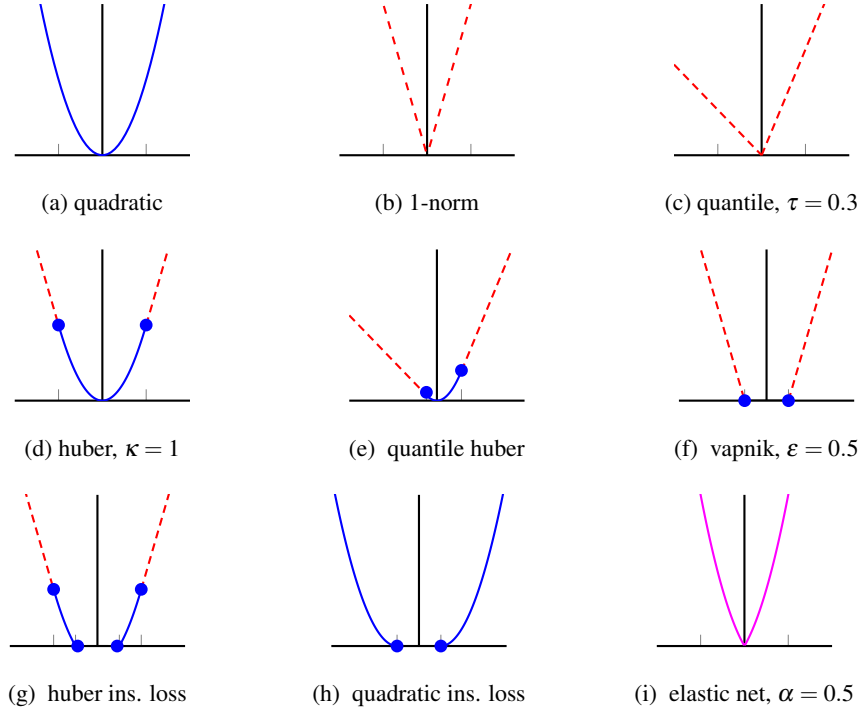 (a) quadratic
(b) 1-norm
(c) quantile, τ = 0.3
(d) huber, κ = 1
(e) quantile huber
(f) vapnik, ε = 0.5
(g) huber ins. loss
(h) quadratic ins. loss
(i) elastic net, α = 0.5